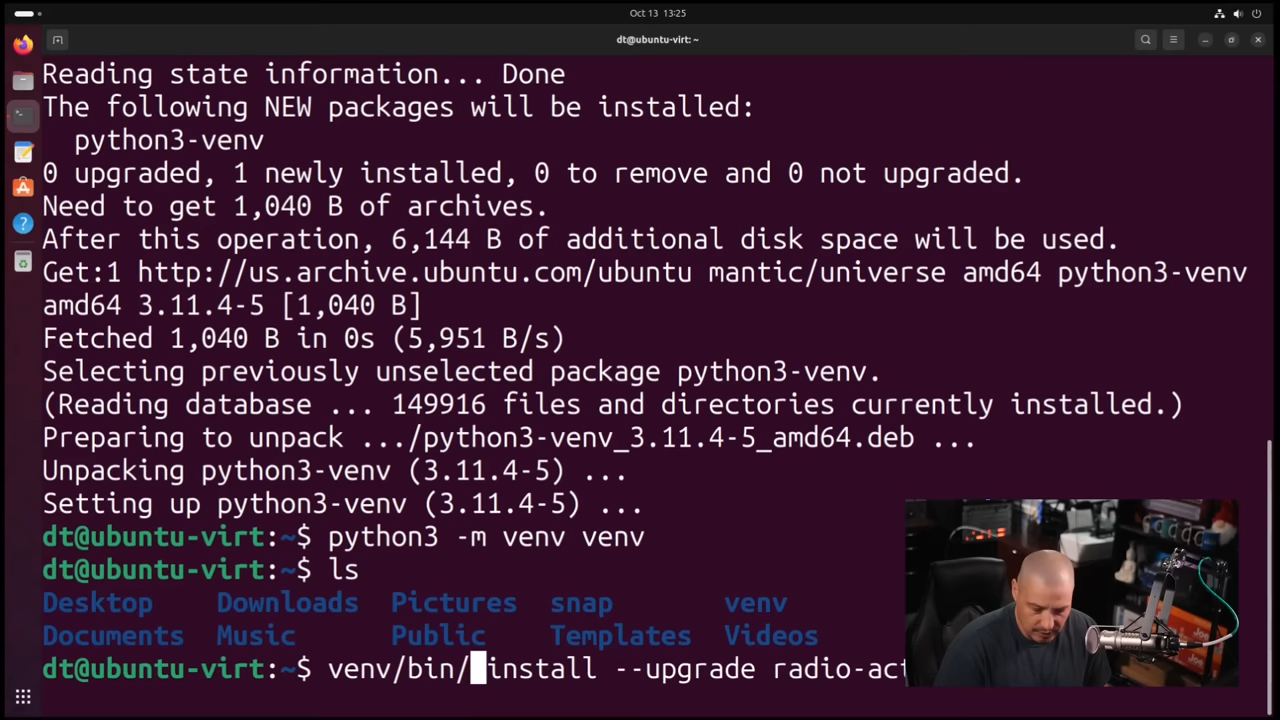 Oct 13 13:25
dt@ubuntu-virt: ~
Reading state information... Done
The following NEW packages will be installed:
python3-venv
0 upgraded, 1 newly installed, 0 to remove and 0 not upgraded.
Need to get 1,040 B of archives.
After this operation, 6,144 B of additional disk space will be used.
Get:1 http://us.archive.ubuntu.com/ubuntu mantic/universe amd64 python3-venv
amd64 3.11.4-5 [1,040 B]
Fetched 1,040 B in 0s (5,951 B/s)
Selecting previously unselected package python3-venv.
(Reading database ... 149916 files and directories currently installed.)
Preparing to unpack .../python3-venv_3.11.4-5_amd64.deb ...
Unpacking python3-venv (3.11.4-5) ...
Setting up python3-venv (3.11.4-5) ...
dt@ubuntu-virt:~$ python3 -m venv venv
dt@ubuntu-virt:~$ ls
Desktop Downloads Pictures snap venv
Documents Music Public Templates Videos
dt@ubuntu-virt:~$ venv/bin/ install --upgrade radio-act